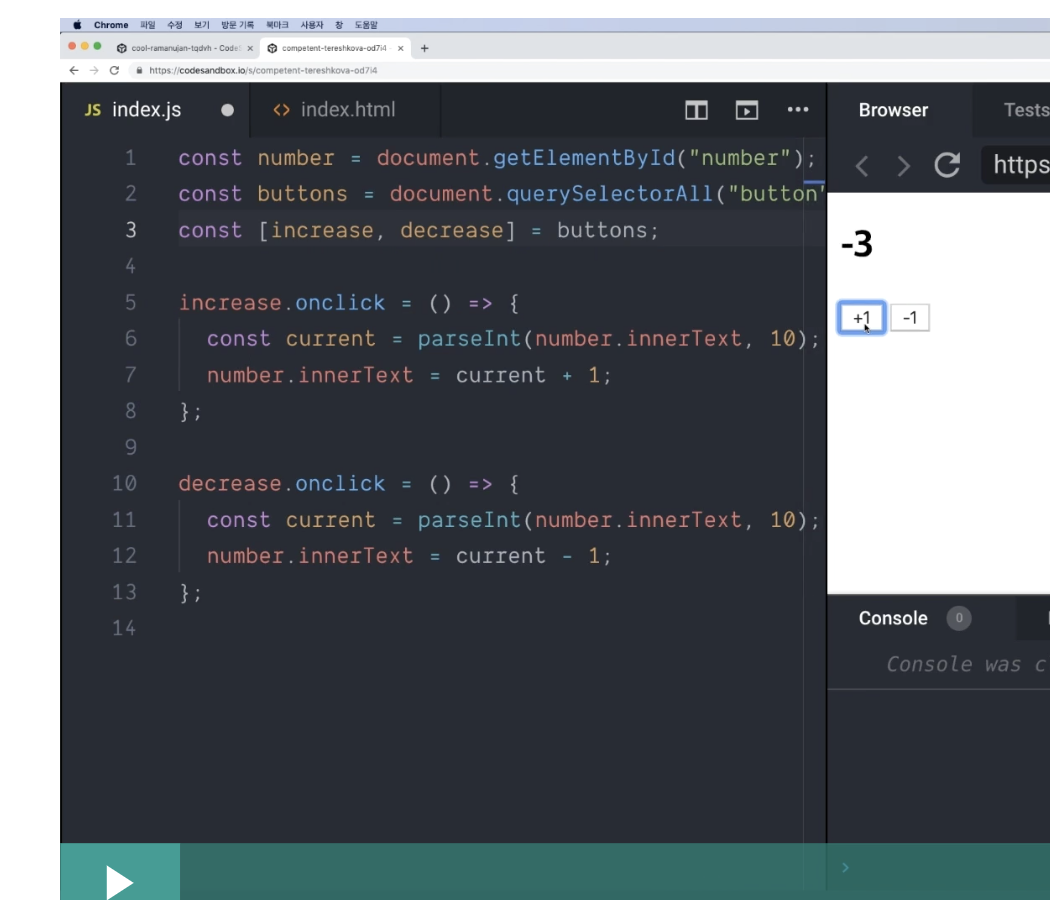 Chrome 파일 수정 보기 방문 기록 북마크 사용자 창 도움말
cool-ramanujan-tqdvh - Code × competent-tereshkova-od7i4 × +
https://codesandbox.io/s/competent-tereshkova-od7i4
JS index.js <> index.html ••• Browser Tests
https
1 const number = document.getElementById("number");
2 const buttons = document.querySelectorAll("button"
3 const [increase, decrease] = buttons;
4
5 increase.onclick = () => {
6 const current = parseInt(number.innerText, 10);
7 number.innerText = current + 1;
8 };
9
10 decrease.onclick = () => {
11 const current = parseInt(number.innerText, 10);
12 number.innerText = current - 1;
13 };
14
-3
+1 -1
Console 0
Console was c
>